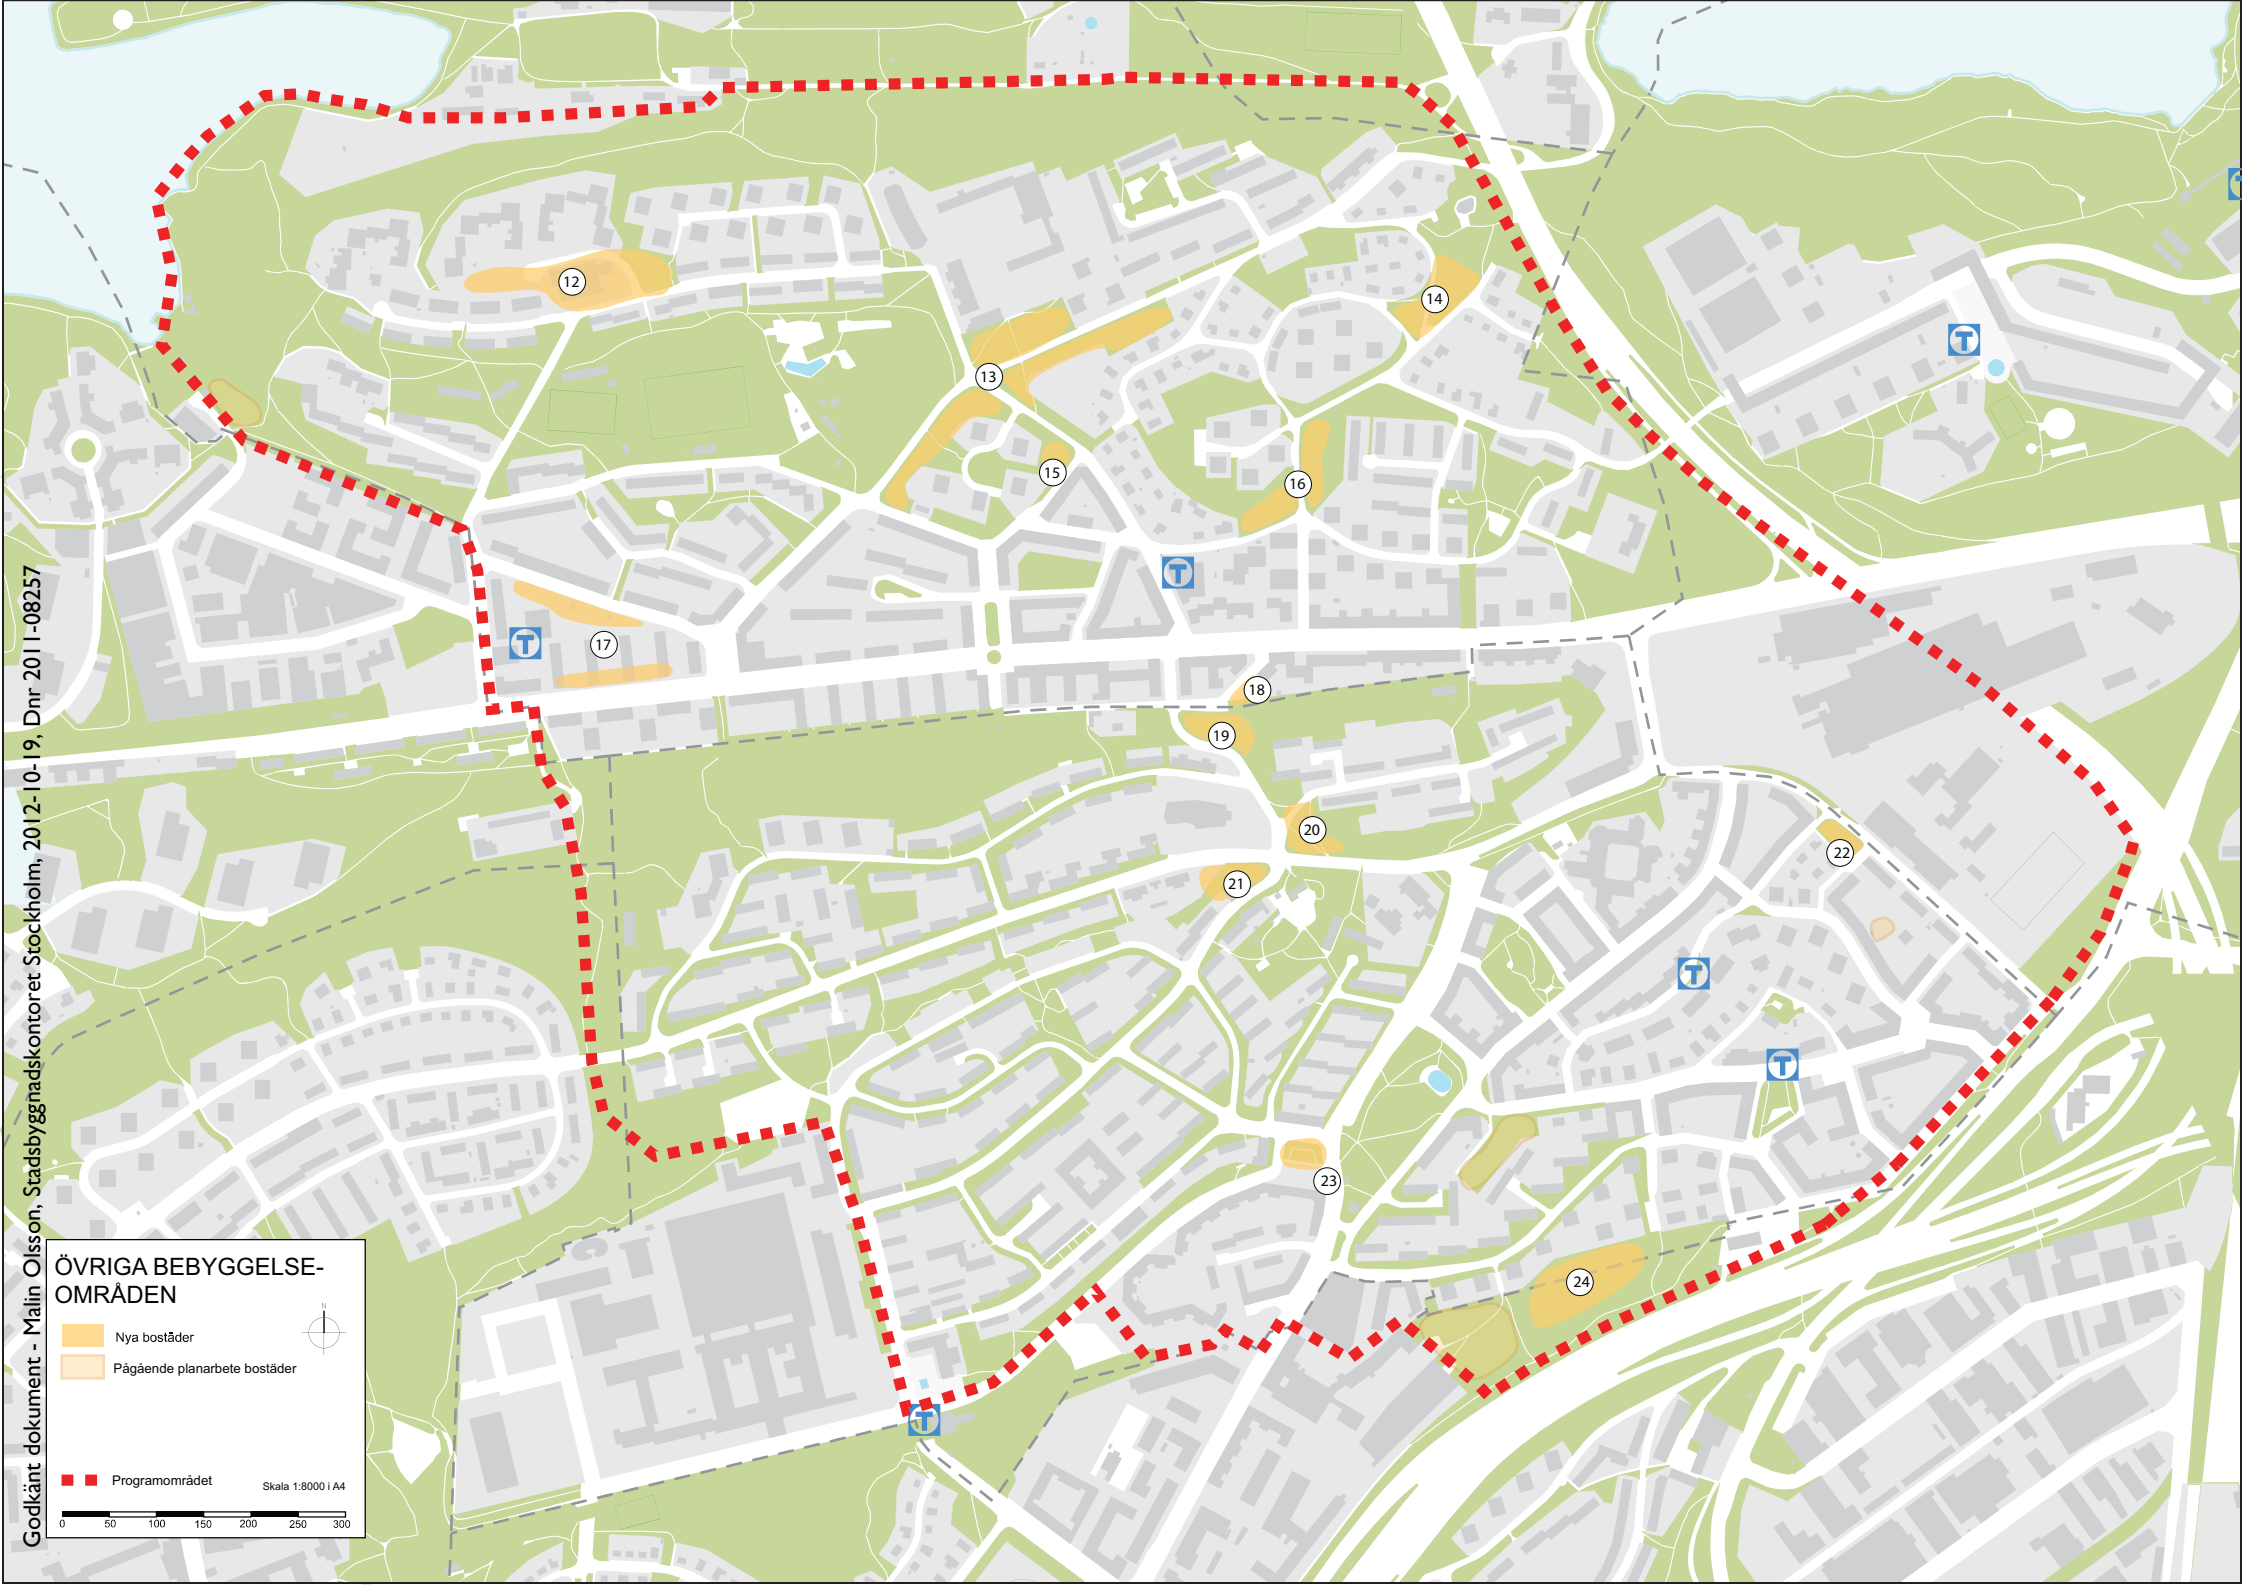 12
14
13
15
16
17
18
19
20
21
22
23
24
T
T
T
T
T
T
T
Godkänt dokument - Malin Olsson, Stadsbyggnadskontoret Stockholm, 2012-10-19, Dnr 2011-08257
ÖVRIGA BEBYGGELSE-
OMRÅDEN
N
Nya bostäder
Pågående planarbete bostäder
Programområdet
Skala 1:8000 i A4
0 50 100 150 200 250 300